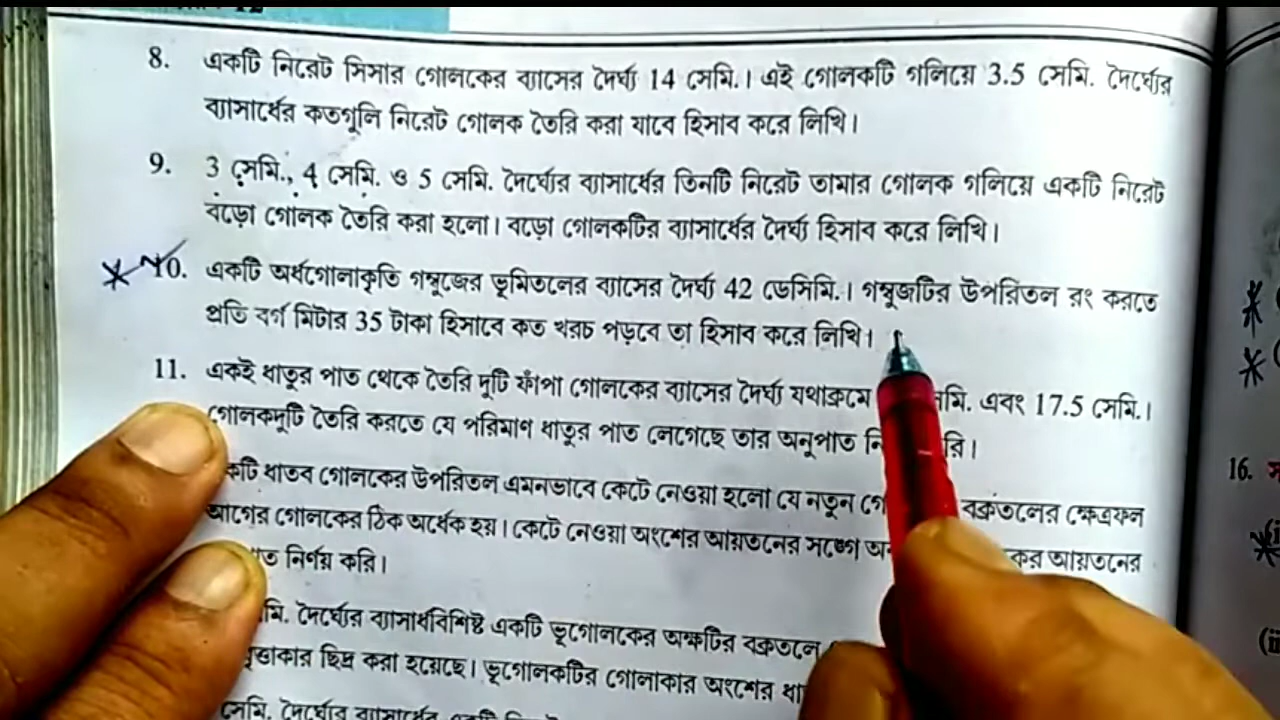 8. একটি নিরেট সিসার গোলকের ব্যাসের দৈর্ঘ্য 14 সেমি.। এই গোলকটি গলিয়ে 3.5 সেমি. দৈর্ঘ্যের
ব্যাসার্ধের কতগুলি নিরেট গোলক তৈরি করা যাবে হিসাব করে লিখি।
9. 3 সেমি., 4 সেমি. ও 5 সেমি. দৈর্ঘ্যের ব্যাসার্ধের তিনটি নিরেট তামার গোলক গলিয়ে একটি নিরেট
বড়ো গোলক তৈরি করা হলো। বড়ো গোলকটির ব্যাসার্ধের দৈর্ঘ্য হিসাব করে লিখি।
10. একটি অর্ধগোলাকৃতি গম্বুজের ভূমিতলের ব্যাসের দৈর্ঘ্য 42 ডেসিমি.। গম্বুজটির উপরিতল রং করতে
প্রতি বর্গ মিটার 35 টাকা হিসাবে কত খরচ পড়বে তা হিসাব করে লিখি।
11. একই ধাতুর পাত থেকে তৈরি দুটি ফাঁপা গোলকের ব্যাসের দৈর্ঘ্য যথাক্রমে এবং 17.5 সেমি.।
গোলকদুটি তৈরি করতে যে পরিমাণ ধাতুর পাত লেগেছে তার অনুপাত
ধাতব গোলকের উপরিতল এমনভাবে কেটে নেওয়া হলো যে নতুন বক্রতলের ক্ষেত্রফল
আগের গোলকের ঠিক অর্ধেক হয়। কেটে নেওয়া অংশের আয়তনের সঙ্গে আয়তনের
নির্ণয় করি।
দৈর্ঘ্যের ব্যাসার্ধবিশিষ্ট একটি ভূগোলকের অক্ষটির বক্রতলে
ছিদ্র করা হয়েছে। ভূগোলকটির গোলাকার অংশের
সেমি. দৈর্ঘ্যের ব্যাসার্ধের একটি
16.